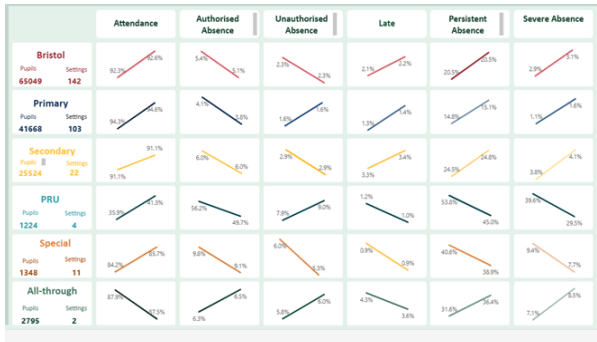 Attendance Authorised Absence Unauthorised Absence Late Persistent Absence Severe Absence
Bristol
Pupils Settings
65049 142
92.3% 92.6% 5.4% 5.1% 2.3% 2.3% 2.1% 2.2% 20.5% 20.5% 2.9% 3.1%
Primary
Pupils Settings
41668 103
94.3% 94.6% 4.1% 3.8% 1.6% 1.6% 1.3% 1.4% 14.8% 15.1% 1.1% 1.6%
Secondary
Pupils Settings
25524 22
91.1% 91.1% 6.0% 6.0% 2.9% 2.9% 3.3% 3.4% 24.5% 24.8% 3.8% 4.1%
PRU
Pupils Settings
1224 4
35.9% 41.3% 56.2% 49.7% 7.9% 9.0% 1.2% 1.0% 53.8% 45.0% 39.6% 29.5%
Special
Pupils Settings
1348 11
84.2% 85.7% 9.8% 9.1% 6.0% 0.9% 0.9% 40.6% 38.9% 9.4% 7.7%
All-through
Pupils Settings
2795 2
87.9% 87.5% 6.3% 6.5% 5.8% 6.0% 4.3% 3.6% 31.6% 36.4% 7.1% 8.5%